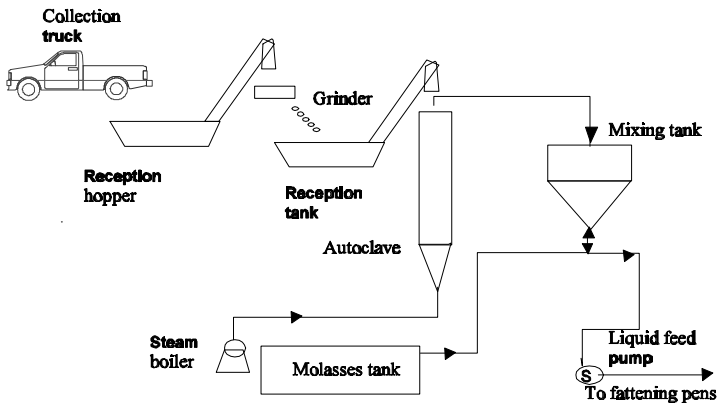 Collection
truck
Grinder
Mixing tank
Reception
hopper
Reception
tank
Autoclave
Steam
boiler
Molasses tank
Liquid feed
pump
S
To fattening pens